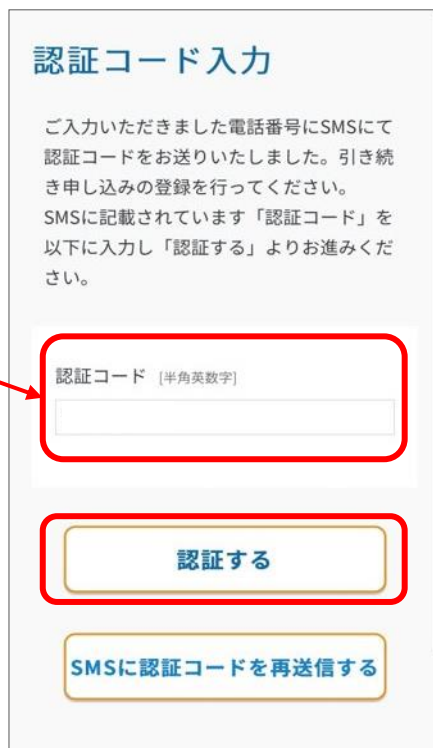 認証コード入力
ご入力いただきました電話番号にSMSにて
認証コードをお送りいたしました。引き続
き申し込みの登録を行ってください。
SMSに記載されています「認証コード」を
以下に入力し「認証する」よりお進みくだ
さい。
認証コード [半角英数字]
認証する
SMSに認証コードを再送信する